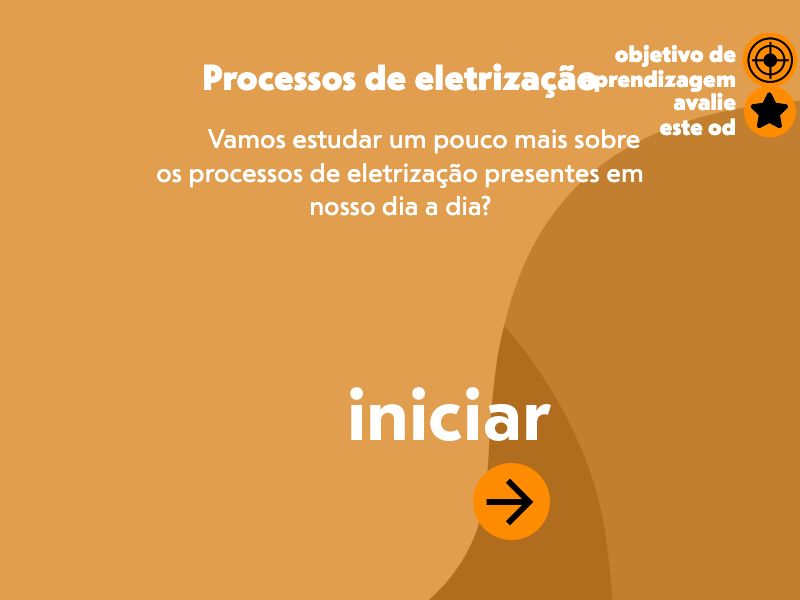 Processos de eletrização
Vamos estudar um pouco mais sobre
os processos de eletrização presentes em
nosso dia a dia?
objetivo de
aprendizagem
avalie
este od
iniciar